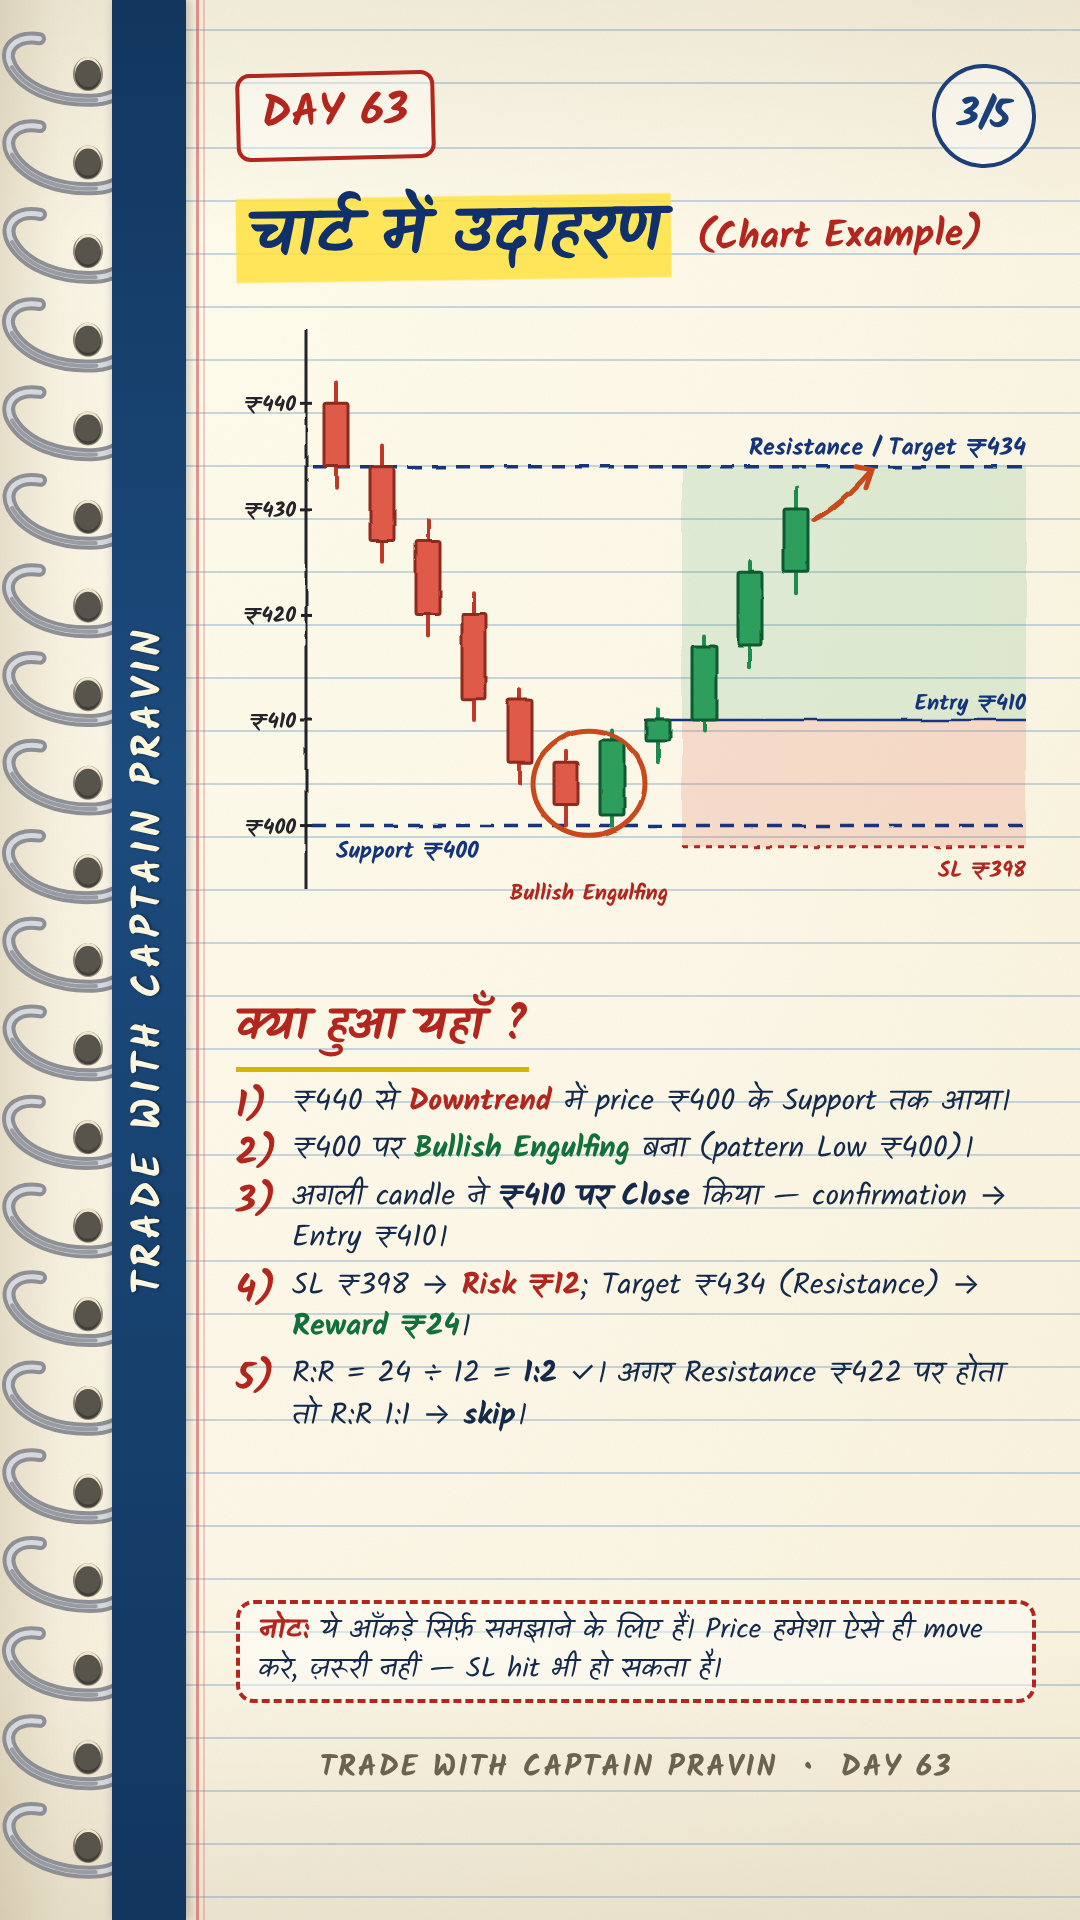 DAY 63
3/5
चार्ट में उदाहरण (Chart Example)
₹440
Resistance / Target ₹434
₹430
₹420
Entry ₹410
₹410
₹400
Support ₹400
SL ₹398
Bullish Engulfing
क्या हुआ यहाँ ?
1) ₹440 से Downtrend में price ₹400 के Support तक आया।
2) ₹400 पर Bullish Engulfing बना (pattern Low ₹400)।
3) अगली candle ने ₹410 पर Close किया — confirmation →
Entry ₹410।
4) SL ₹398 → Risk ₹12; Target ₹434 (Resistance) →
Reward ₹24।
5) R:R = 24 ÷ 12 = 1:2 ✓। अगर Resistance ₹422 पर होता
तो R:R 1:1 → skip।
नोट: ये आँकड़े सिर्फ़ समझाने के लिए हैं। Price हमेशा ऐसे ही move
करे, ज़रूरी नहीं — SL hit भी हो सकता है।
TRADE WITH CAPTAIN PRAVIN · DAY 63
TRADE WITH CAPTAIN PRAVIN